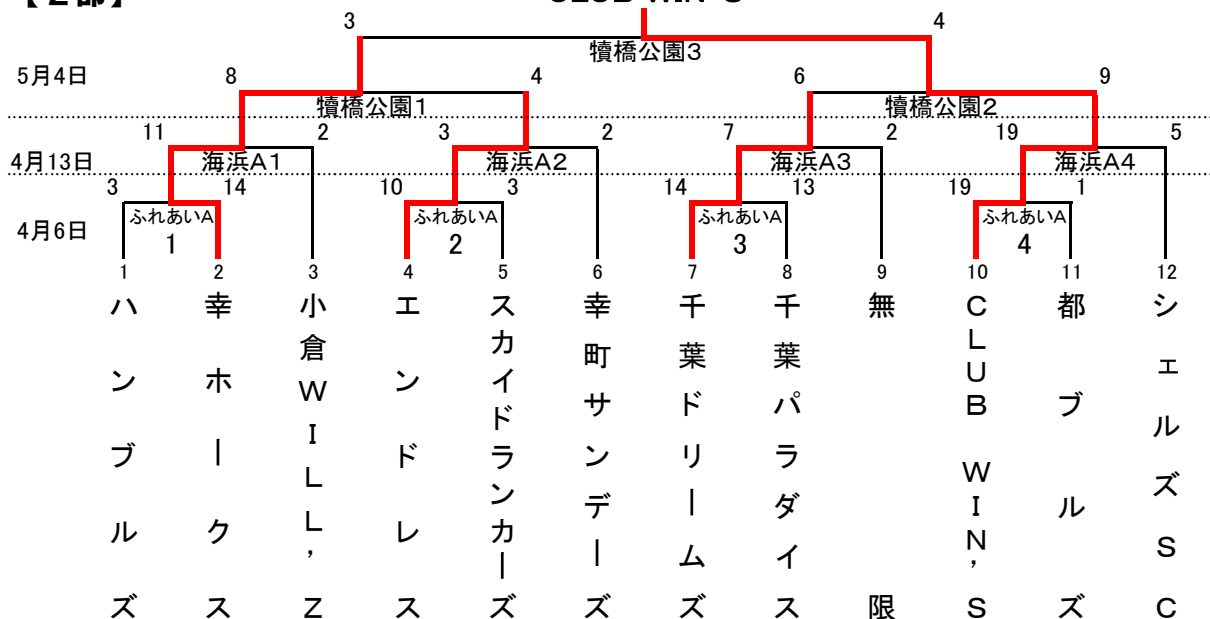 【2部】
CLUB WIN'S
3 4
犢橋公園3
5月4日 8 4 6 9
犢橋公園1 犢橋公園2
11 2 3 2 7 2 19 5
4月13日 海浜A1 海浜A2 海浜A3 海浜A4
3 14 10 3 14 13 19 1
4月6日 ふれあいA ふれあいA ふれあいA ふれあいA
1 2 3 4
1 2 3 4 5 6 7 8 9 10 11 12
ハンブルズ
幸ホークス
小倉WILL'Z
エンドレス
スカイドランカーズ
幸町サンデーズ
千葉ドリームズ
千葉パラダイス
無限
CLUB WIN'S
都ブルズ
シェルズSC